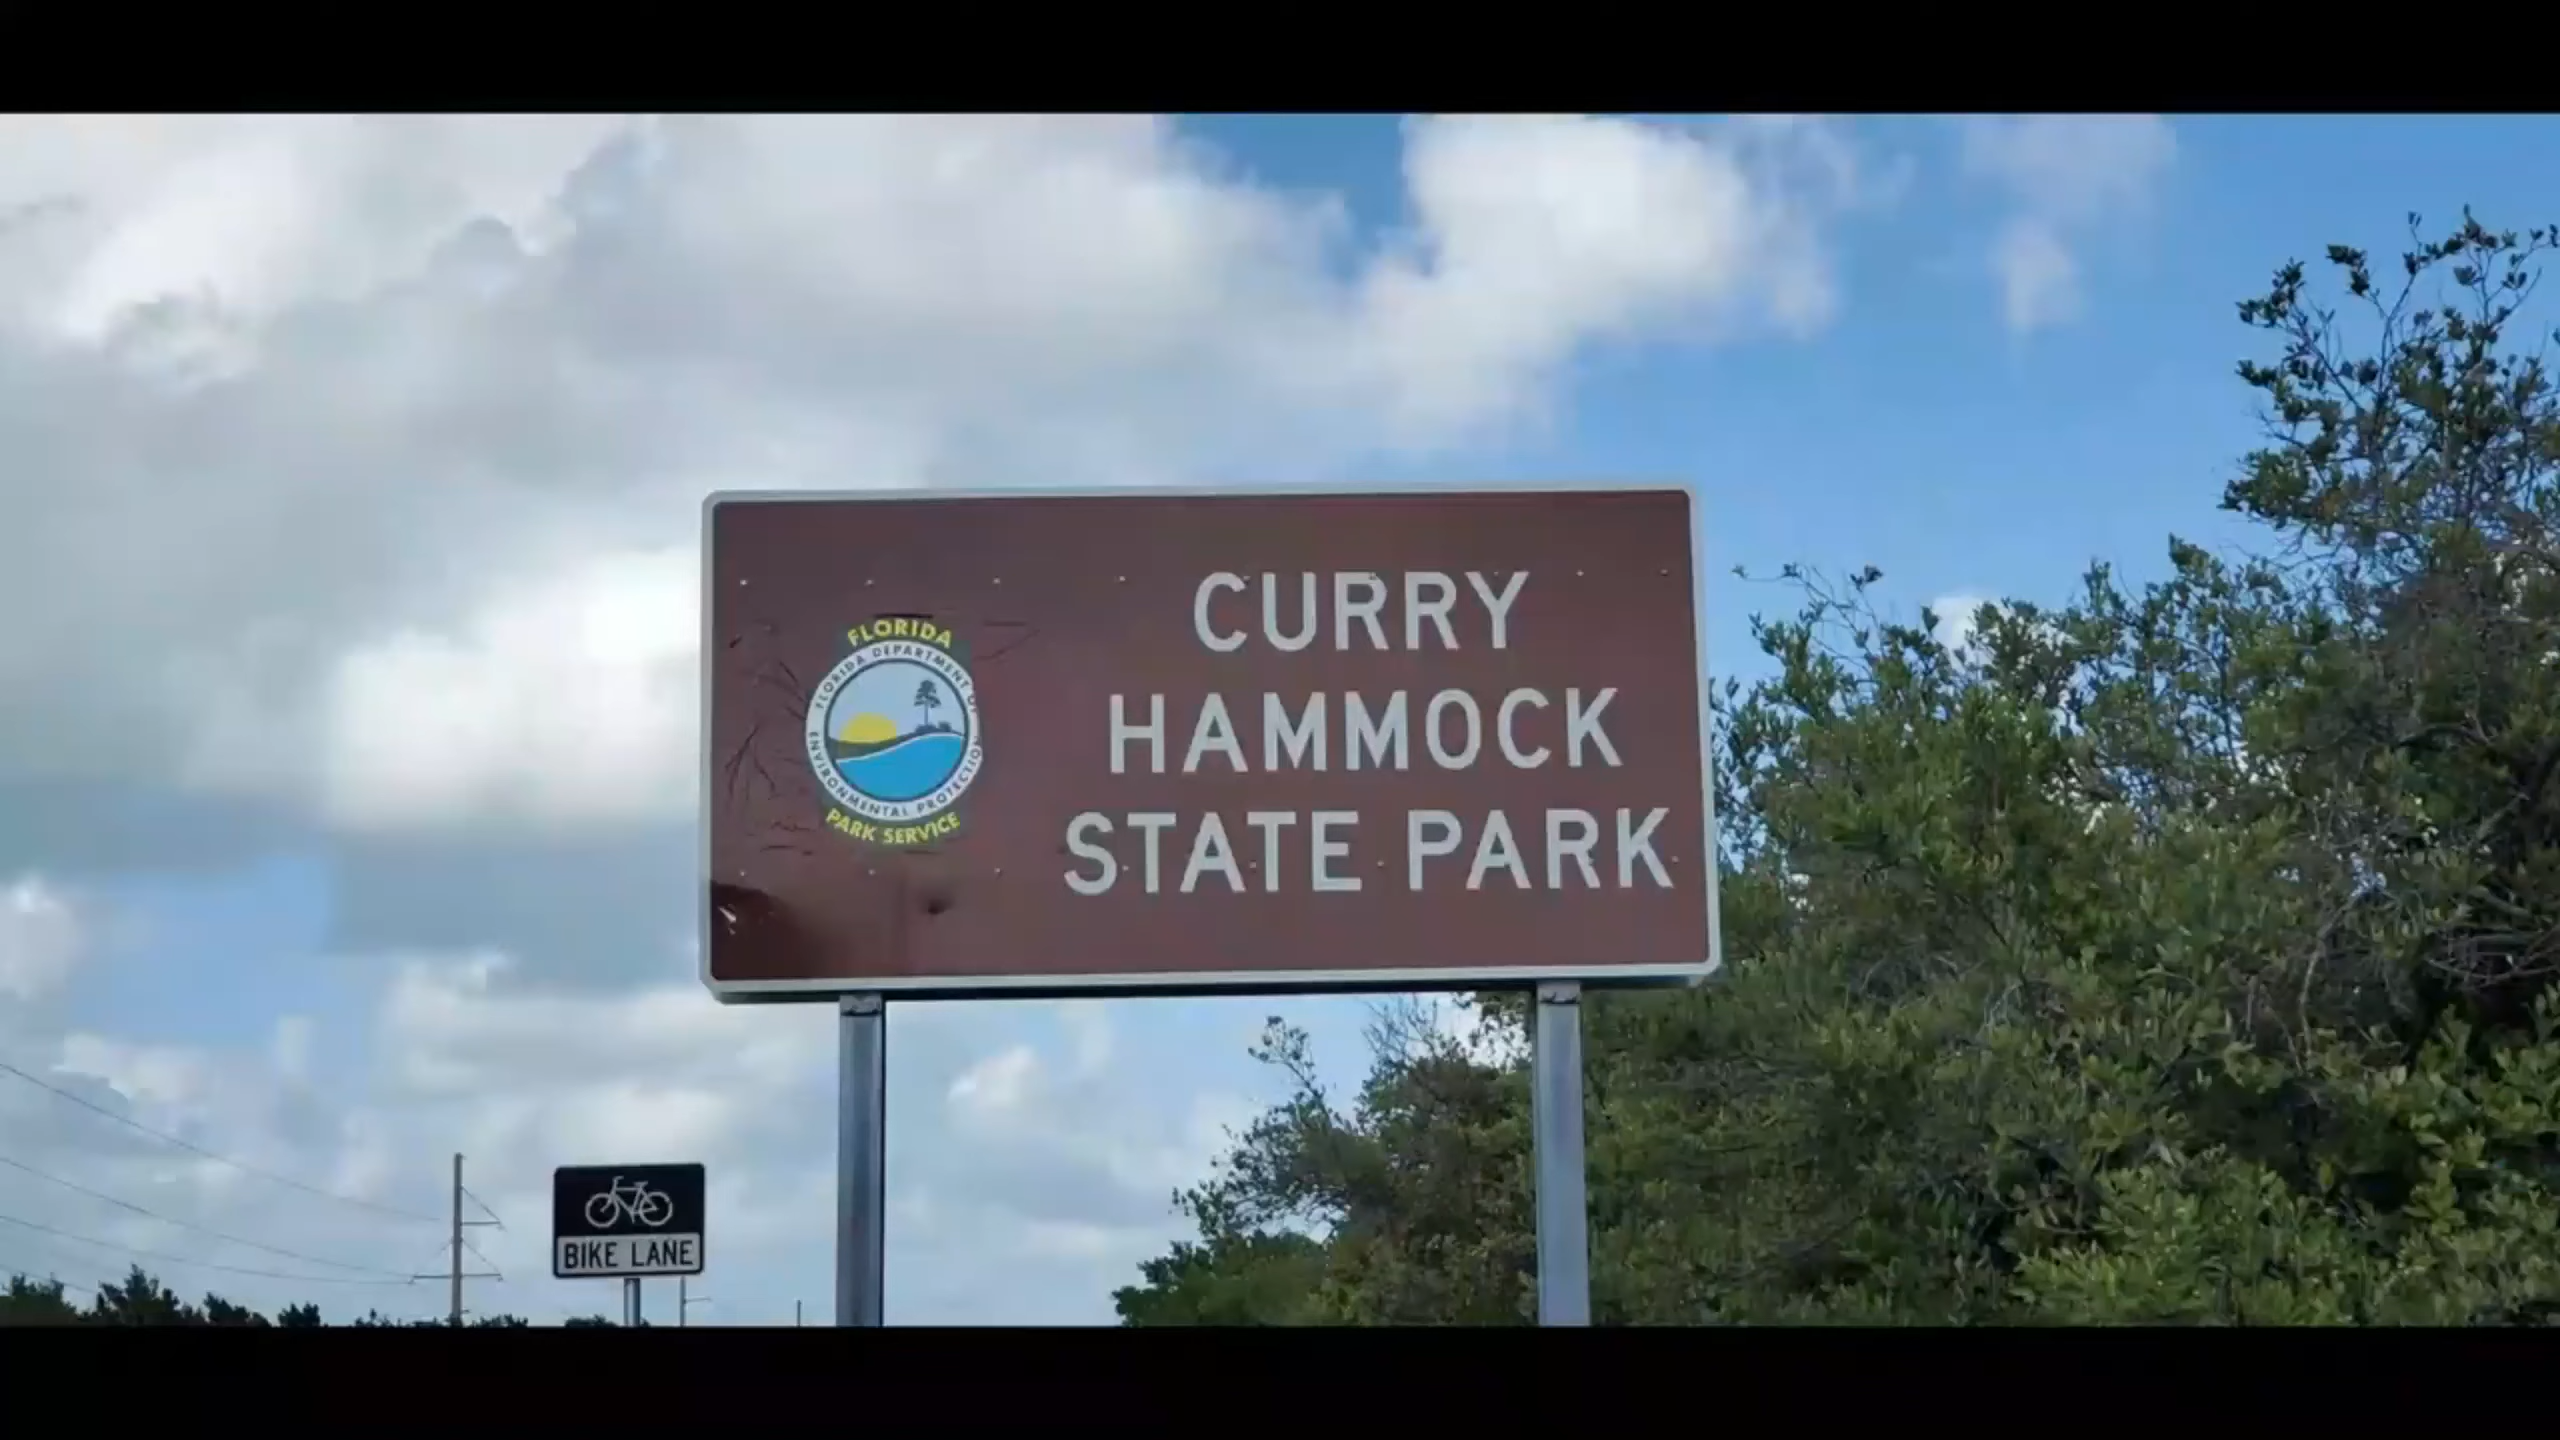 CURRY
HAMMOCK
STATE PARK
FLORIDA
FLORIDA DEPARTMENT OF
ENVIRONMENTAL PROTECTION
PARK SERVICE
BIKE LANE